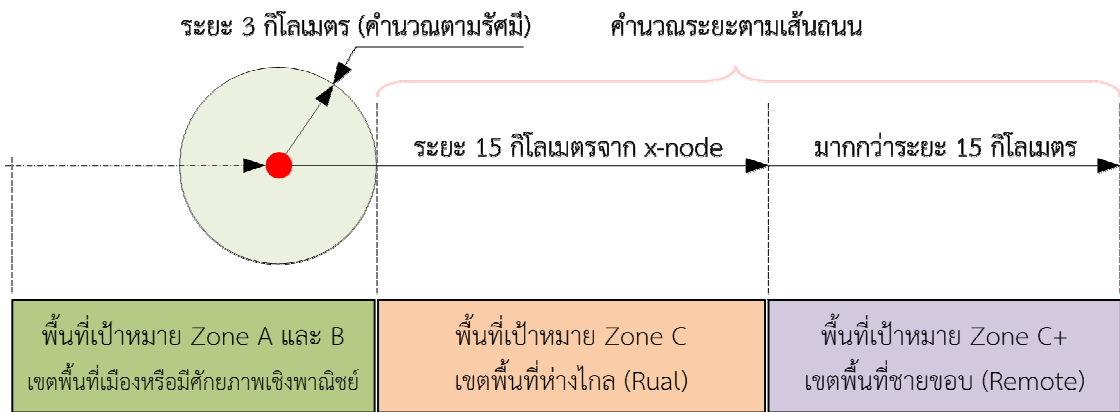 ระยะ 3 กิโลเมตร (คำนวณตามรัศมี)
คำนวณระยะตามเส้นถนน
ระยะ 15 กิโลเมตรจาก x-node
มากกว่าระยะ 15 กิโลเมตร
พื้นที่เป้าหมาย Zone A และ B
เขตพื้นที่เมืองหรือมีศักยภาพเชิงพาณิชย์
พื้นที่เป้าหมาย Zone C
เขตพื้นที่ห่างไกล (Rual)
พื้นที่เป้าหมาย Zone C+
เขตพื้นที่ชายขอบ (Remote)